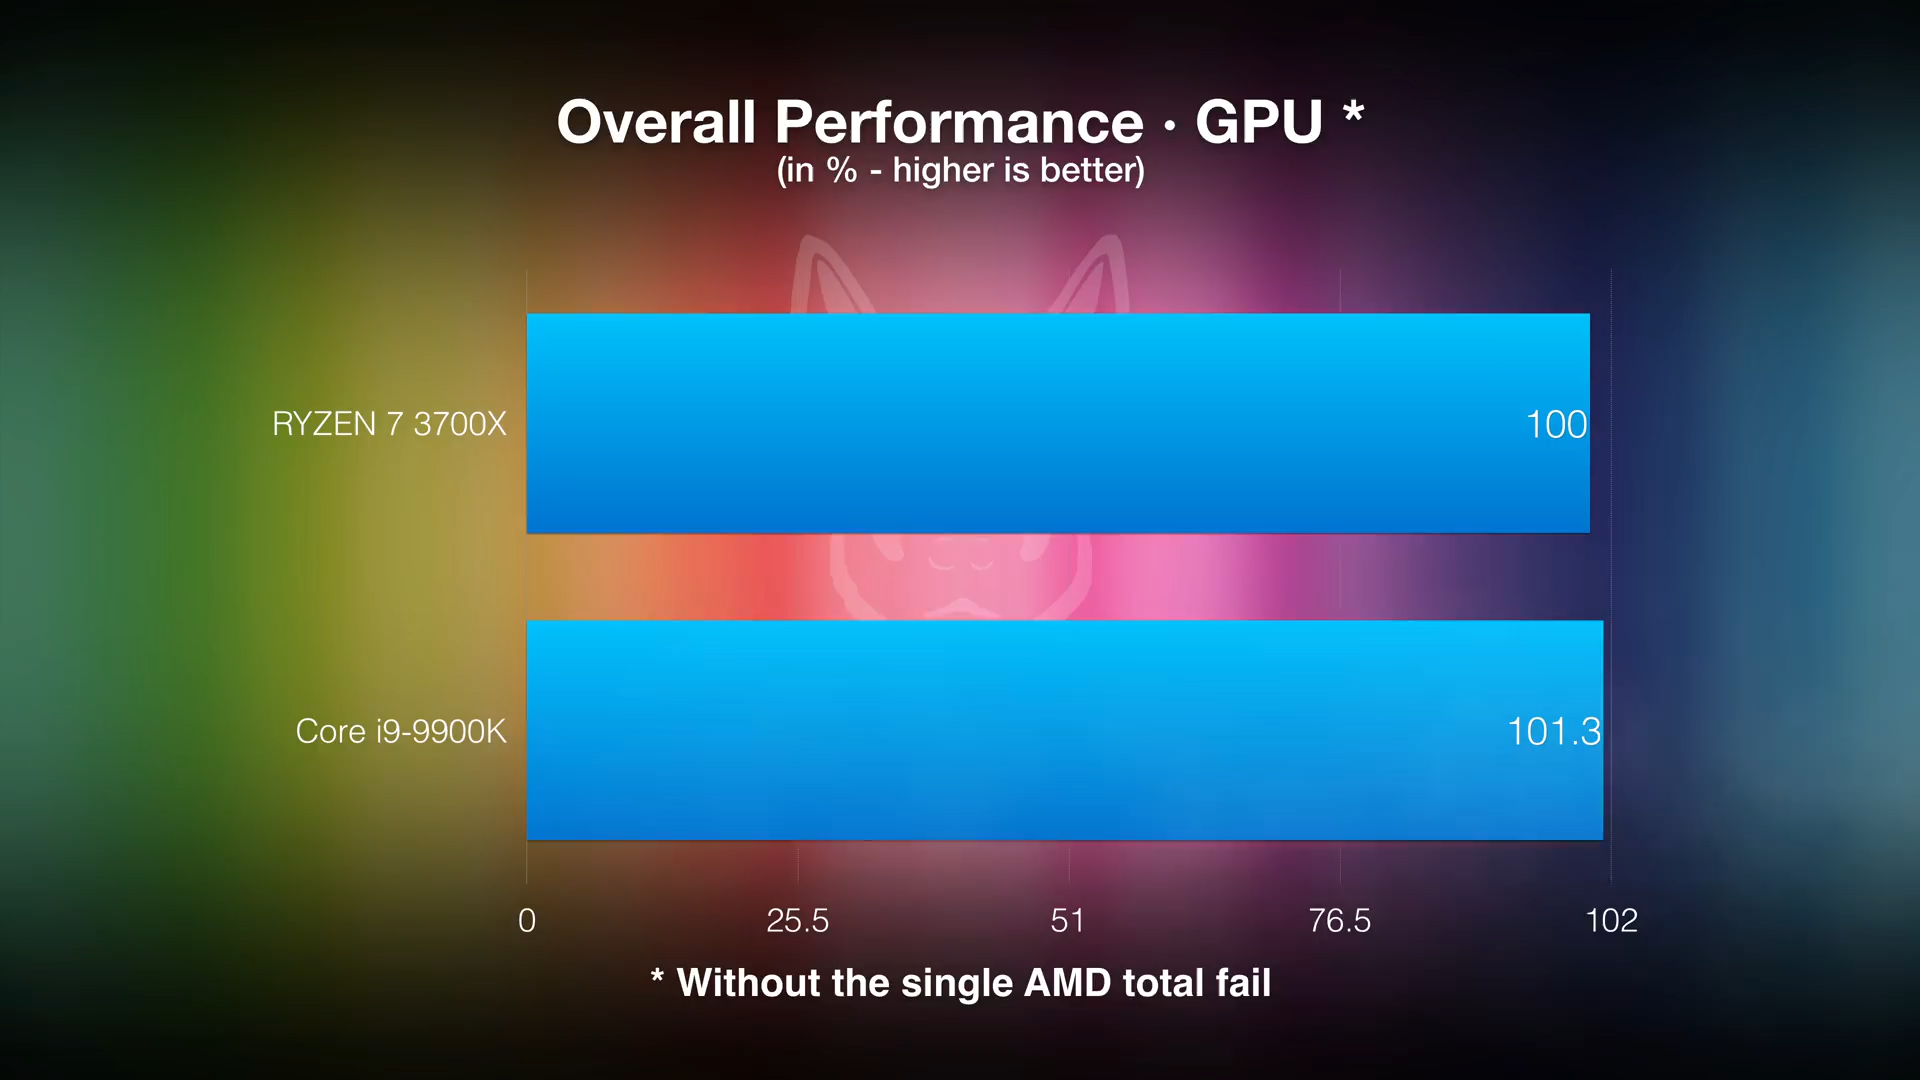 Overall Performance · GPU *
(in % - higher is better)
RYZEN 7 3700X
100
Core i9-9900K
101.3
0 25.5 51 76.5 102
* Without the single AMD total fail